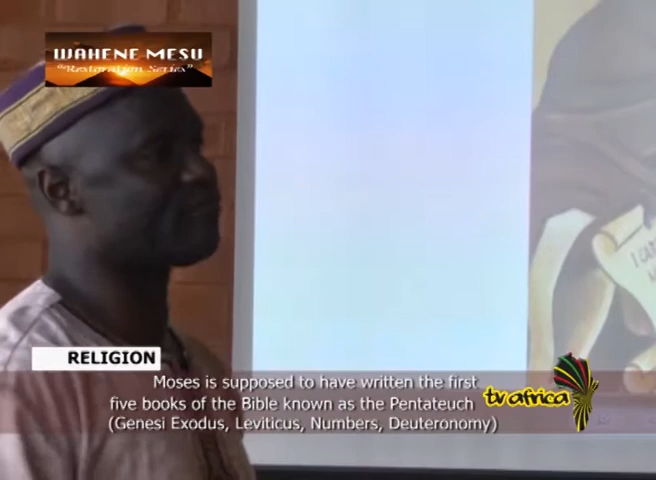 WAHENE MESU
"Restoration Series"
I CA
RELIGION
Moses is supposed to have written the first
five books of the Bible known as the Pentateuch
(Genesi Exodus, Leviticus, Numbers, Deuteronomy)
tv africa